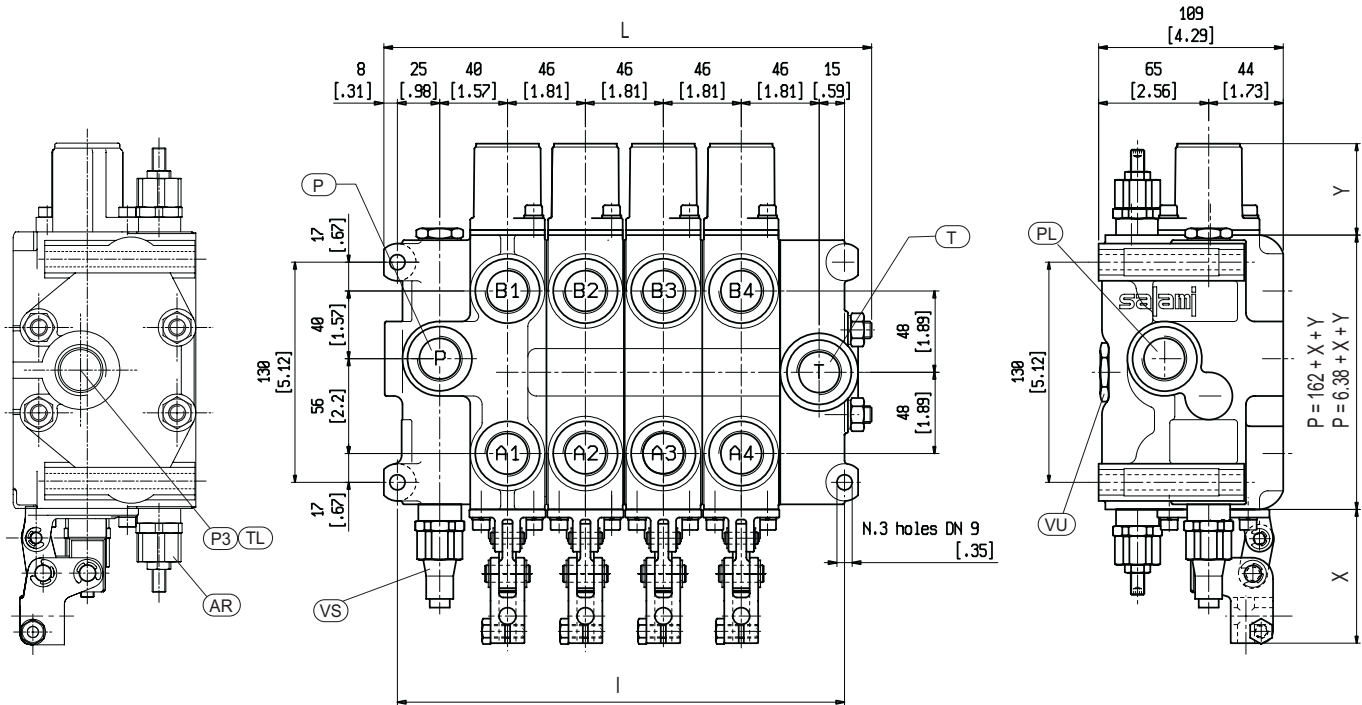 L
109
[4.29]
8
[.31]
25
[.98]
40
[1.57]
46
[1.81]
46
[1.81]
46
[1.81]
46
[1.81]
15
[.59]
65
[2.56]
44
[1.73]
P
T
PL
Y
17
[.67]
B1
B2
B3
B4
salami
40
[1.57]
48
[1.89]
P
T
130
[5.12]
130
[5.12]
P = 162 + X + Y
P = 6.38 + X + Y
56
[2.2]
48
[1.89]
A1
A2
A3
A4
17
[.67]
N.3 holes DN 9
[.35]
P3
TL
VU
AR
VS
X
I